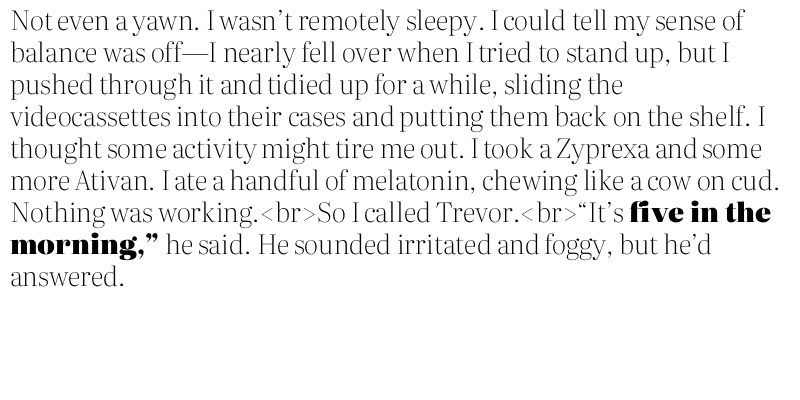 Not even a yawn. I wasn’t remotely sleepy. I could tell my sense of
balance was off—I nearly fell over when I tried to stand up, but I
pushed through it and tidied up for a while, sliding the
videocassettes into their cases and putting them back on the shelf. I
thought some activity might tire me out. I took a Zyprexa and some
more Ativan. I ate a handful of melatonin, chewing like a cow on cud.
Nothing was working.<br>So I called Trevor.<br>“It’s five in the
morning,” he said. He sounded irritated and foggy, but he’d
answered.